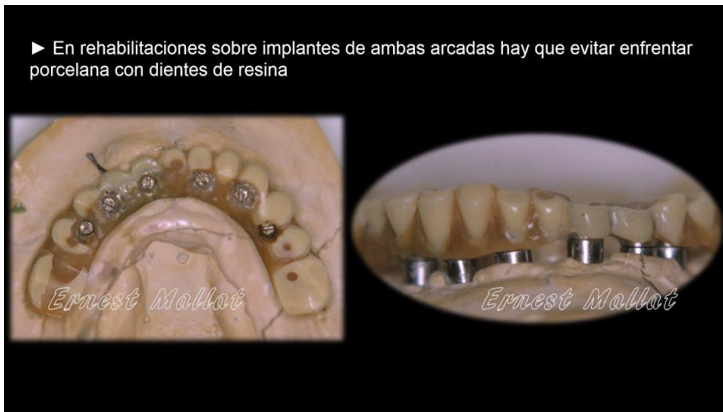 ► En rehabilitaciones sobre implantes de ambas arcadas hay que evitar enfrentar
porcelana con dientes de resina
Ernest Mallat
Ernest Mallat